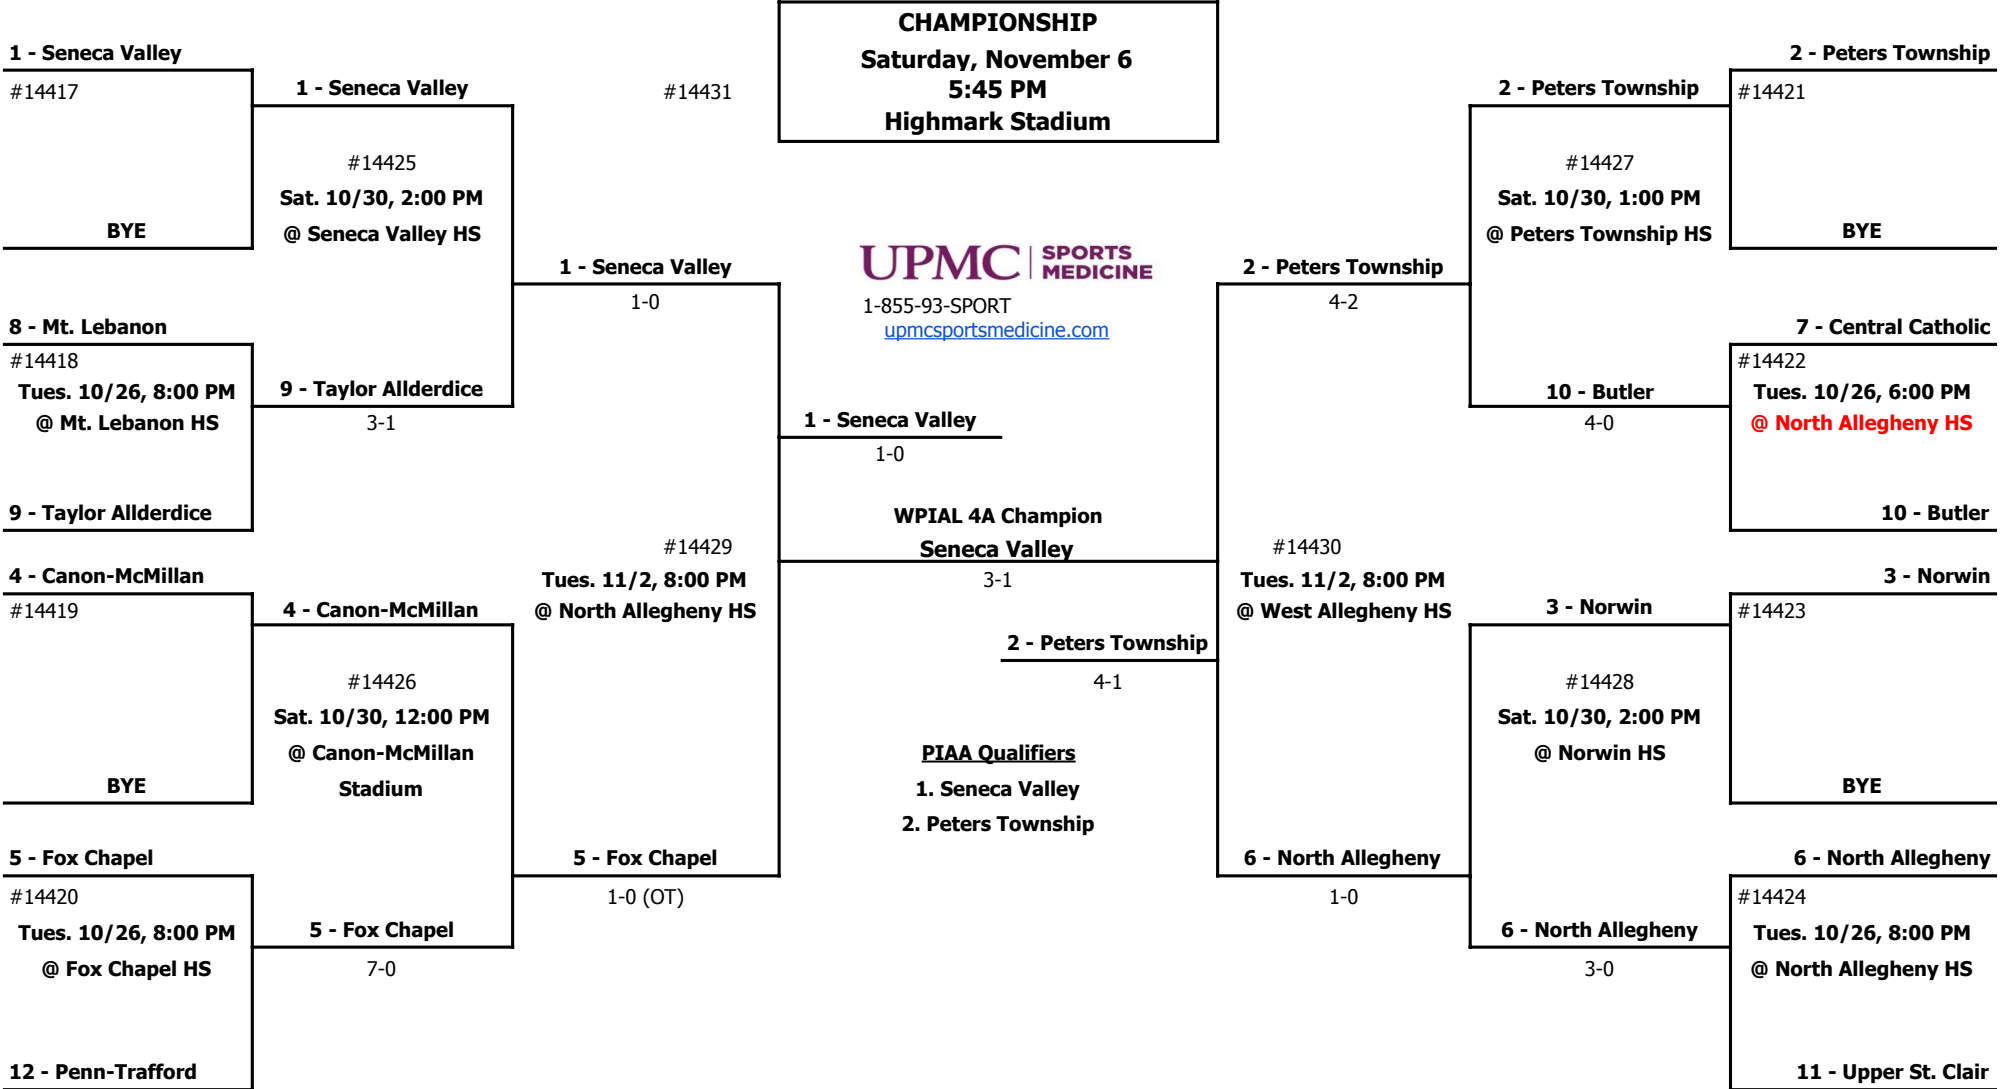 CHAMPIONSHIP
Saturday, November 6
5:45 PM
Highmark Stadium
#14431
1 - Seneca Valley
#14417
BYE
8 - Mt. Lebanon
#14418
Tues. 10/26, 8:00 PM
@ Mt. Lebanon HS
9 - Taylor Allderdice
4 - Canon-McMillan
#14419
BYE
5 - Fox Chapel
#14420
Tues. 10/26, 8:00 PM
@ Fox Chapel HS
12 - Penn-Trafford
1 - Seneca Valley
#14425
Sat. 10/30, 2:00 PM
@ Seneca Valley HS
9 - Taylor Allderdice
3-1
4 - Canon-McMillan
#14426
Sat. 10/30, 12:00 PM
@ Canon-McMillan
Stadium
5 - Fox Chapel
7-0
1 - Seneca Valley
1-0
#14429
Tues. 11/2, 8:00 PM
@ North Allegheny HS
5 - Fox Chapel
1-0 (OT)
UPMC SPORTS
MEDICINE
1-855-93-SPORT
upmcsportsmedicine.com
1 - Seneca Valley
1-0
WPIAL 4A Champion
Seneca Valley
3-1
2 - Peters Township
4-1
PIAA Qualifiers
1. Seneca Valley
2. Peters Township
2 - Peters Township
4-2
#14430
Tues. 11/2, 8:00 PM
@ West Allegheny HS
6 - North Allegheny
1-0
2 - Peters Township
#14427
Sat. 10/30, 1:00 PM
@ Peters Township HS
10 - Butler
4-0
3 - Norwin
#14428
Sat. 10/30, 2:00 PM
@ Norwin HS
6 - North Allegheny
3-0
2 - Peters Township
#14421
BYE
7 - Central Catholic
#14422
Tues. 10/26, 6:00 PM
@ North Allegheny HS
10 - Butler
3 - Norwin
#14423
BYE
6 - North Allegheny
#14424
Tues. 10/26, 8:00 PM
@ North Allegheny HS
11 - Upper St. Clair